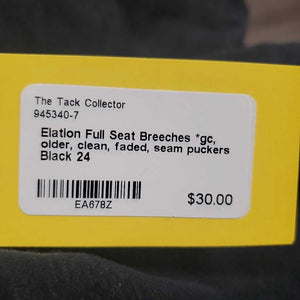 The Tack Collector
945340-7
Elation Full Seat Breeches *gc,
older, clean, faded, seam puckers
Black 24
EA678Z
$30.00